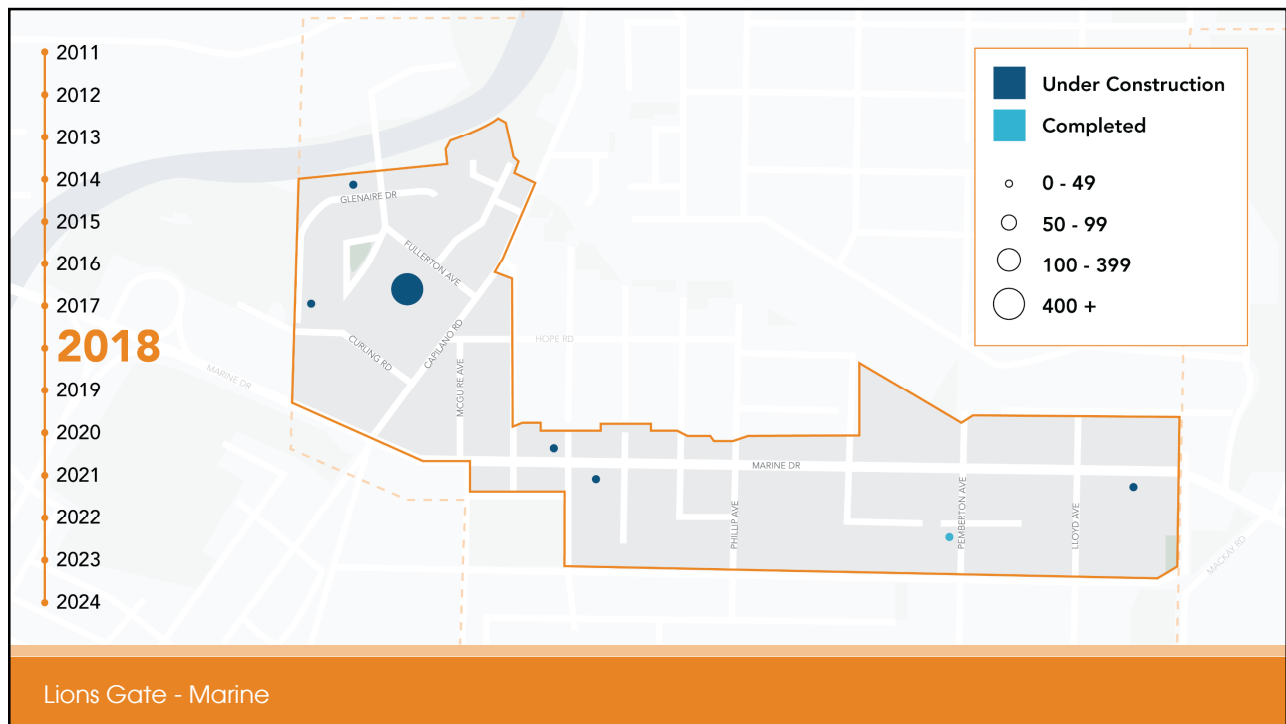 2011
2012
2013
2014
2015
2016
2017
2018
2019
2020
2021
2022
2023
2024
Under Construction
Completed
0 - 49
50 - 99
100 - 399
400 +
GLENAIRE DR
FULLERTON AVE
CAPILANO RD
CURLING RD
MCGUIRE AVE
HOPE RD
MARINE DR
MARINE DR
PHILLIP AVE
PEMBERTON AVE
LLOYD AVE
MACKAY RD
Lions Gate - Marine